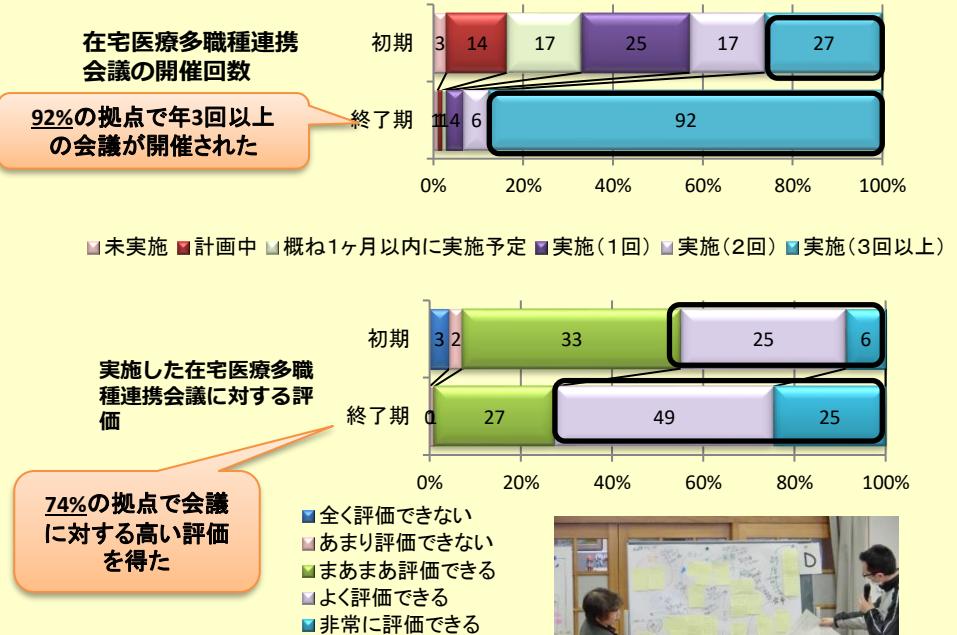 在宅医療多職種連携
会議の開催回数
92%の拠点で年3回以上
の会議が開催された
初期
3 14 17 25 17 27
終了期
1 1 4 6 92
0% 20% 40% 60% 80% 100%
未実施 計画中 概ね1ヶ月以内に実施予定 実施(1回) 実施(2回) 実施(3回以上)
実施した在宅医療多職
種連携会議に対する評
価
74%の拠点で会議
に対する高い評価
を得た
初期
3 2 33 25 6
終了期
0 1 27 49 25
0% 20% 40% 60% 80% 100%
全く評価できない
あまり評価できない
まあまあ評価できる
よく評価できる
非常に評価できる
D